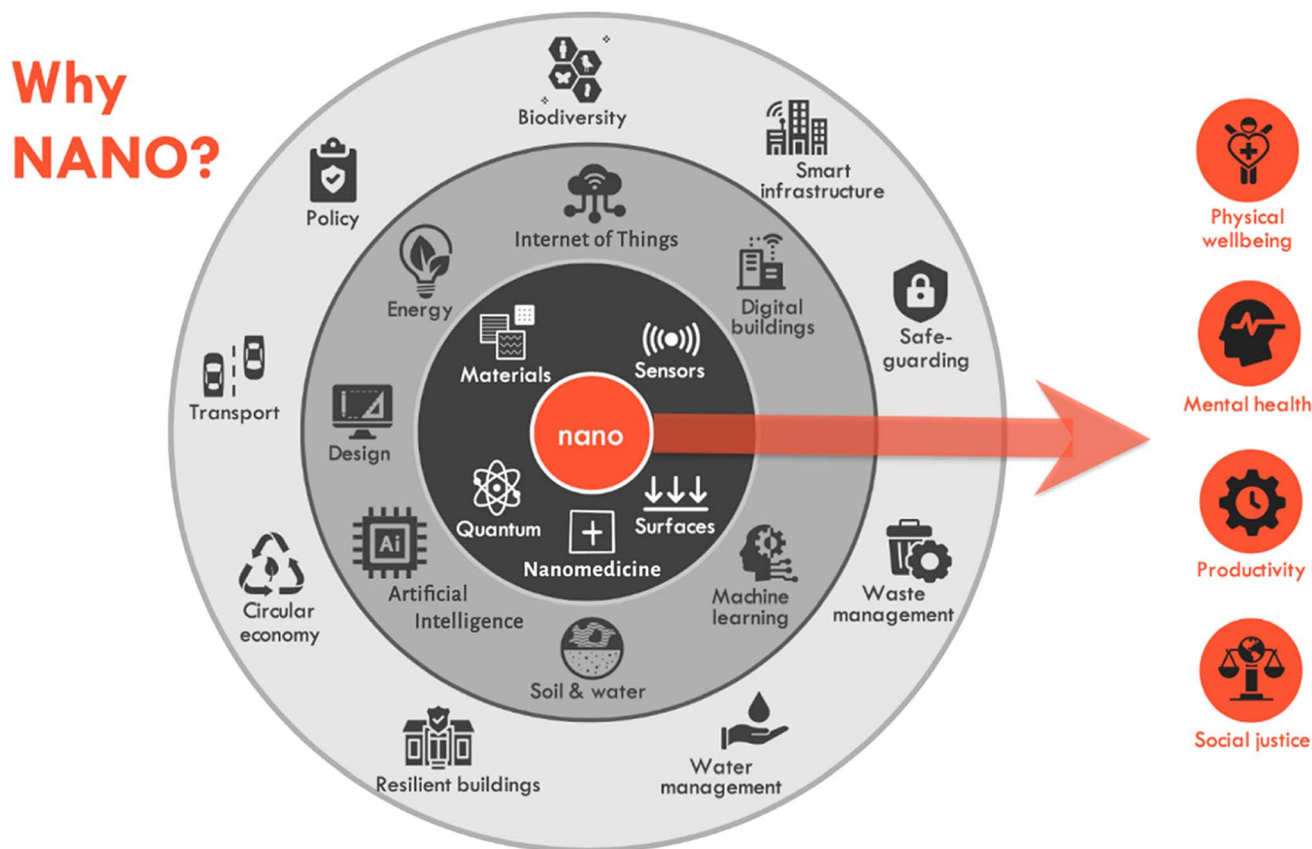 Why
NANO?
Biodiversity
Smart
infrastructure
Policy
Internet of Things
Energy
Digital
buildings
Safe-
guarding
Materials
Sensors
Transport
Design
nano
Quantum
Surfaces
Nanomedicine
Ai
Artificial
Intelligence
Machine
learning
Waste
management
Circular
economy
Soil & water
Resilient buildings
Water
management
Physical
wellbeing
Mental health
Productivity
Social justice